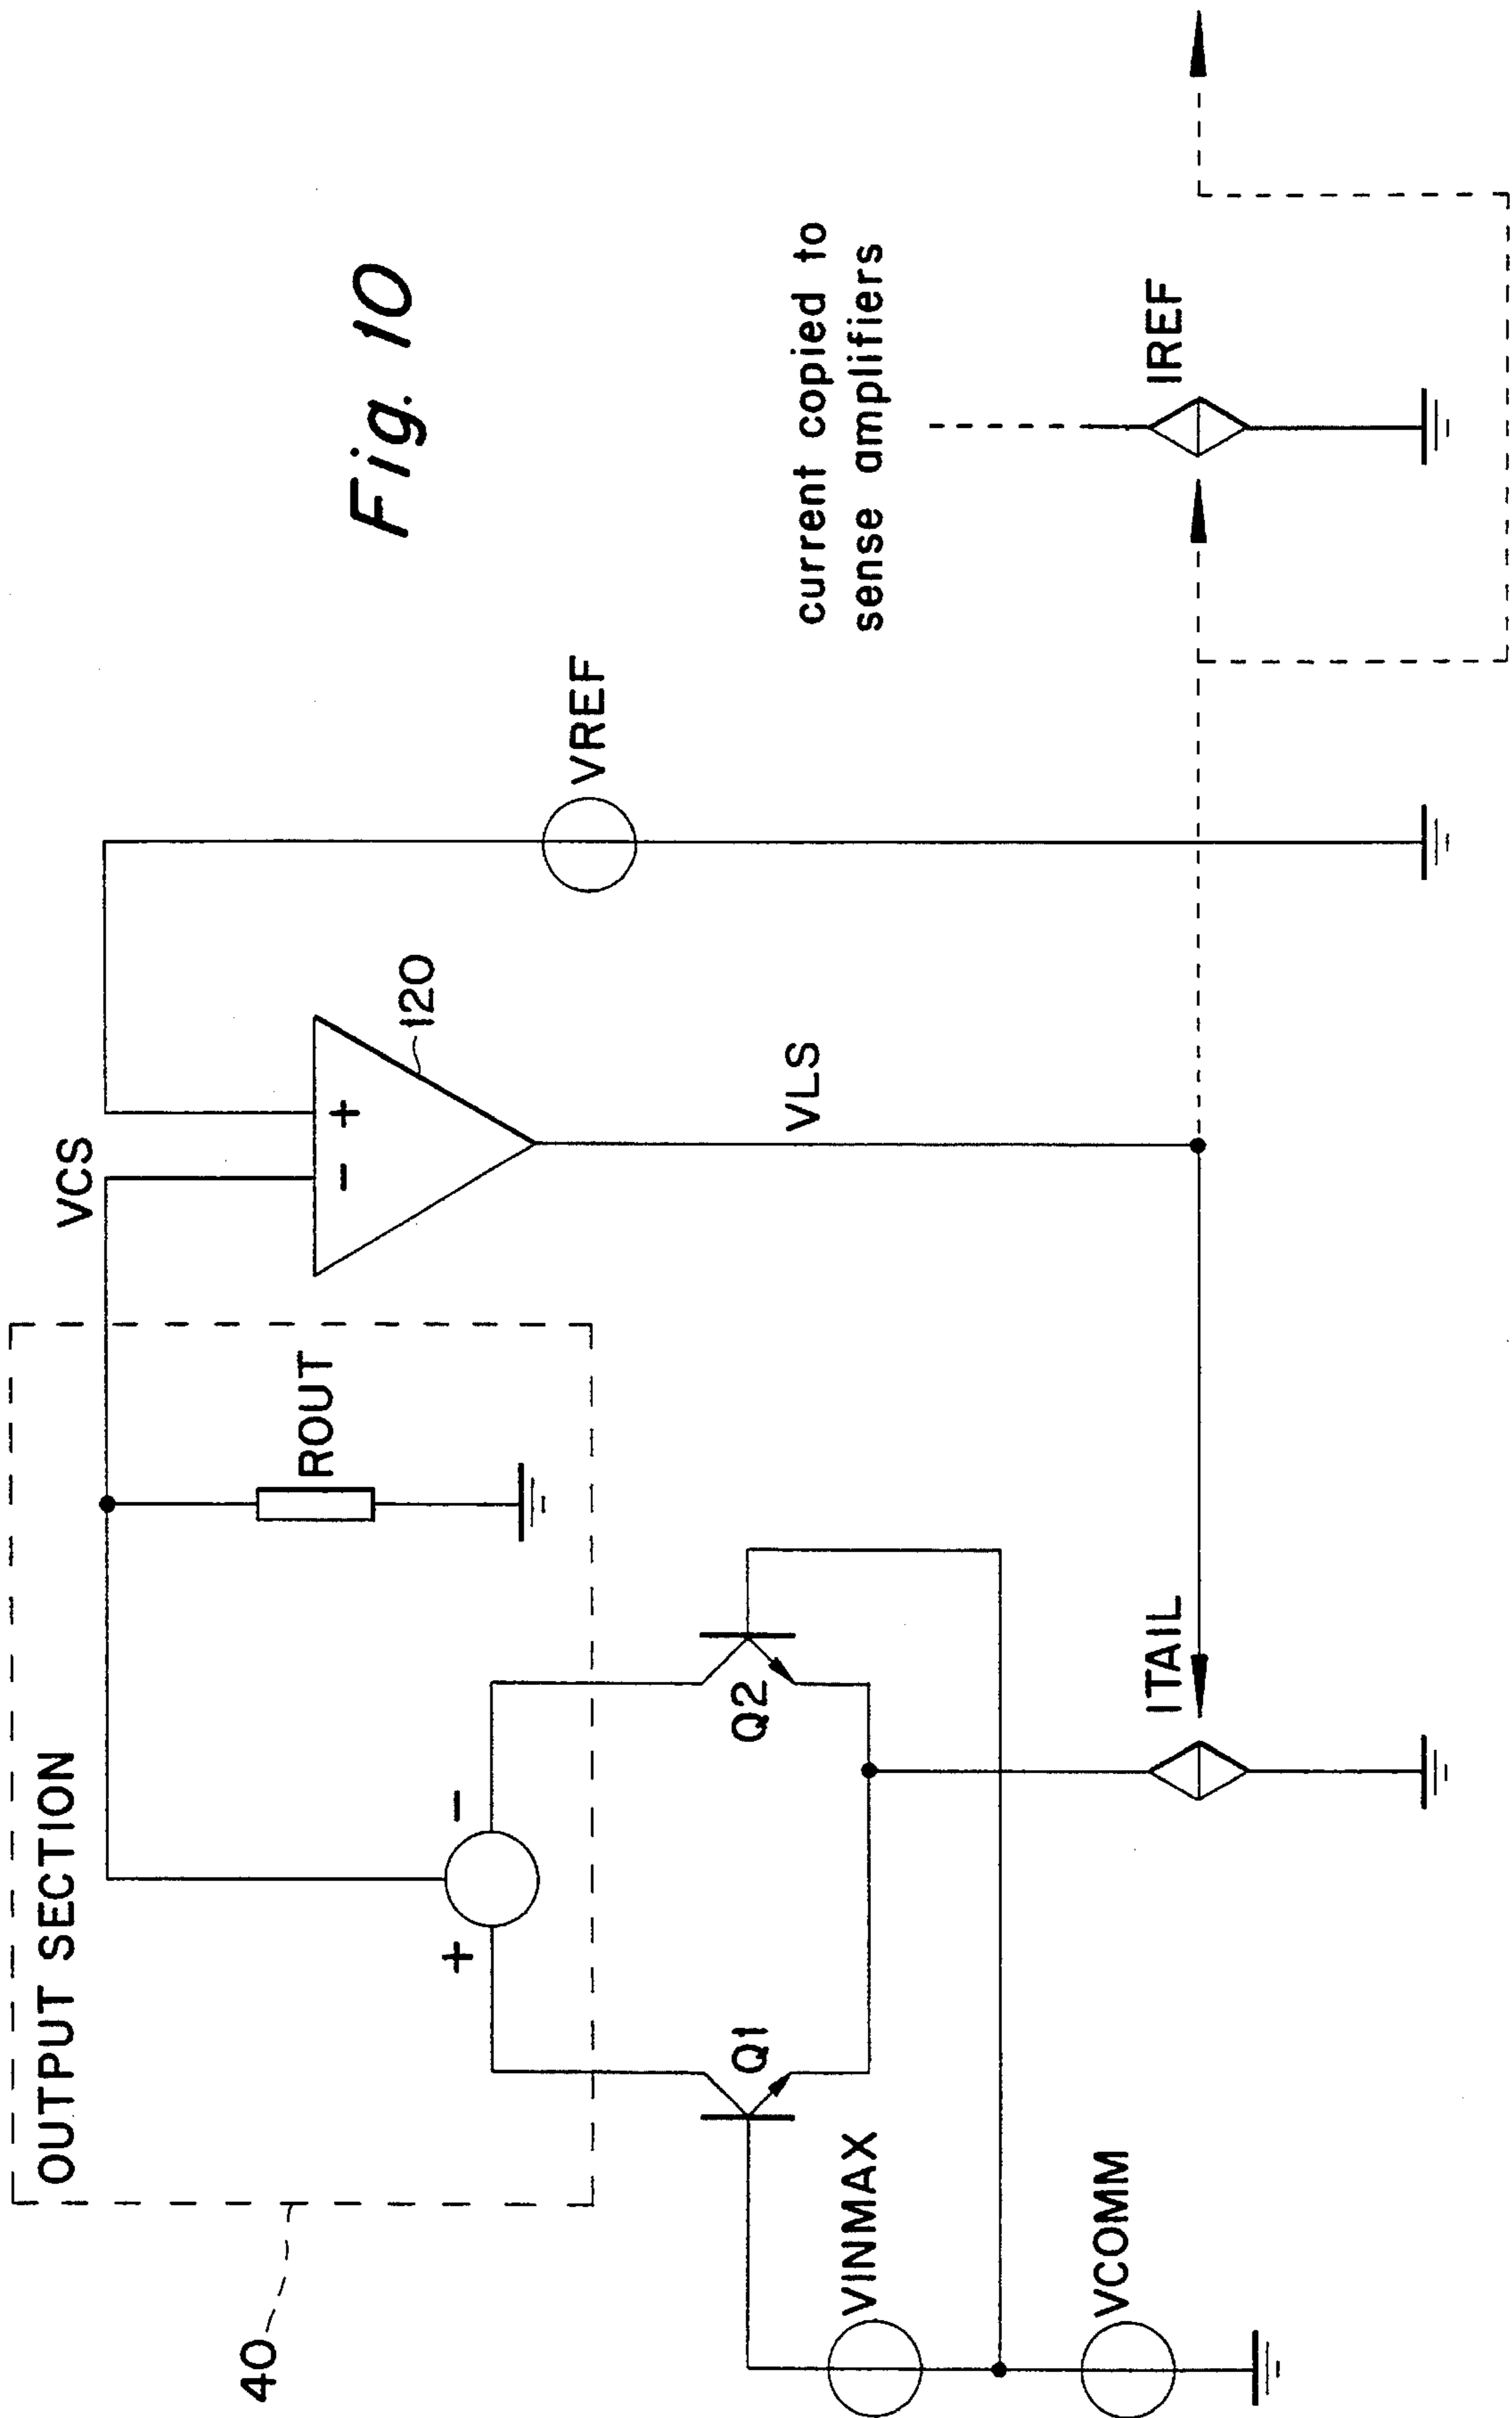 Fig. 10
OUTPUT SECTION
40
+
-
ROUT
VCS
-
+
120
VREF
Q1
Q2
VINMAX
VCOMM
VLS
ITAIL
current copied to
sense amplifiers
IREF